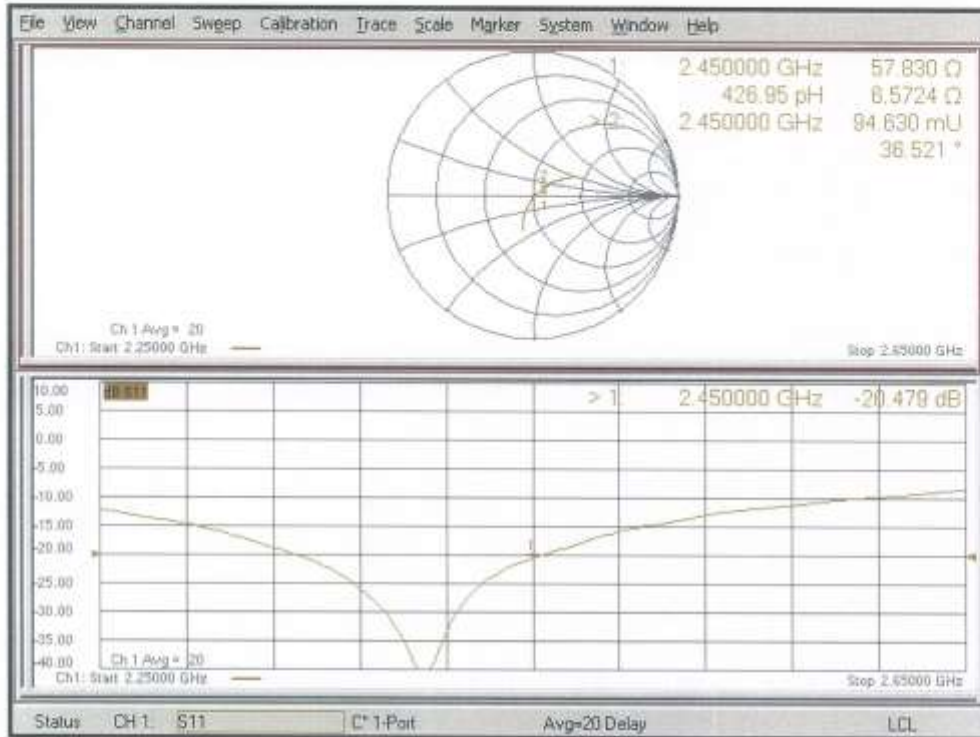 File View Channel Sweep Calibration Trace Scale Marker System Window Help
1 2.450000 GHz 57.830 Ω
426.95 pH 6.5724 Ω
> 2 2.450000 GHz 94.630 mU
36.521 °
Ch 1 Avg = 20
Ch1: Start 2.25000 GHz
Stop 2.65000 GHz
10.00
> 1 2.450000 GHz -20.479 dB
5.00
0.00
-5.00
-10.00
-15.00
-20.00
1
-25.00
-30.00
-35.00
-40.00
Ch 1 Avg = 20
Ch1: Start 2.25000 GHz
Stop 2.65000 GHz
Status CH 1: S11 C* 1-Port Avg=20 Delay LCL